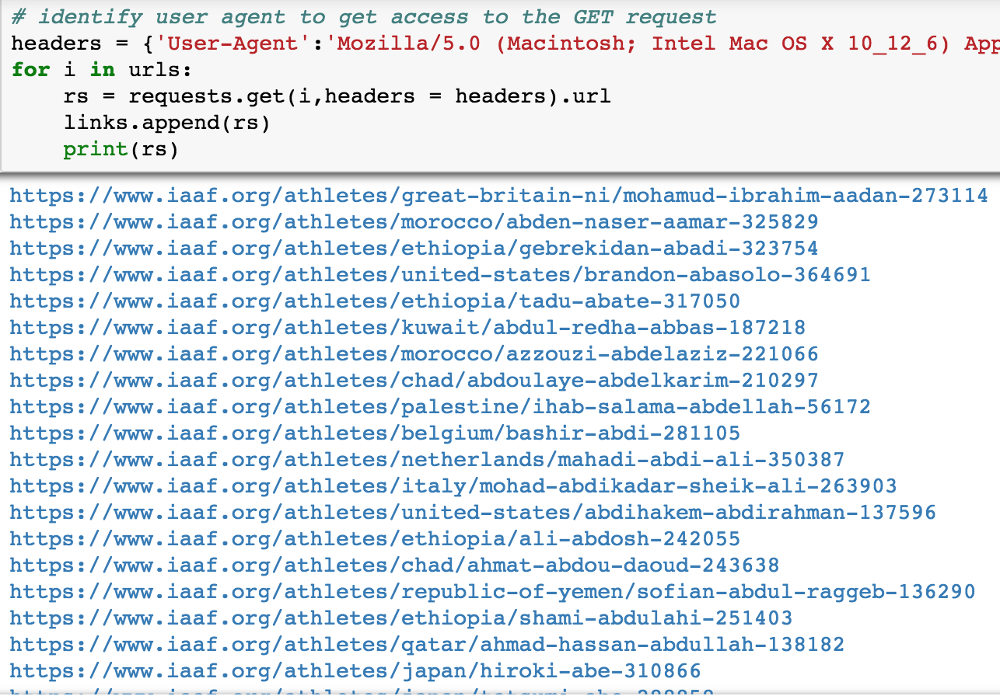 # identify user agent to get access to the GET request
headers = {'User-Agent':'Mozilla/5.0 (Macintosh; Intel Mac OS X 10_12_6) App
for i in urls:
    rs = requests.get(i,headers = headers).url
    links.append(rs)
    print(rs)
https://www.iaaf.org/athletes/great-britain-ni/mohamud-ibrahim-aadan-273114
https://www.iaaf.org/athletes/morocco/abden-naser-aamar-325829
https://www.iaaf.org/athletes/ethiopia/gebrekidan-abadi-323754
https://www.iaaf.org/athletes/united-states/brandon-abasolo-364691
https://www.iaaf.org/athletes/ethiopia/tadu-abate-317050
https://www.iaaf.org/athletes/kuwait/abdul-redha-abbas-187218
https://www.iaaf.org/athletes/morocco/azzouzi-abdelaziz-221066
https://www.iaaf.org/athletes/chad/abdoulaye-abdelkarim-210297
https://www.iaaf.org/athletes/palestine/ihab-salama-abdellah-56172
https://www.iaaf.org/athletes/belgium/bashir-abdi-281105
https://www.iaaf.org/athletes/netherlands/mahadi-abdi-ali-350387
https://www.iaaf.org/athletes/italy/mohad-abdikadar-sheik-ali-263903
https://www.iaaf.org/athletes/united-states/abdihakem-abdirahman-137596
https://www.iaaf.org/athletes/ethiopia/ali-abdosh-242055
https://www.iaaf.org/athletes/chad/ahmat-abdou-daoud-243638
https://www.iaaf.org/athletes/republic-of-yemen/sofian-abdul-raggeb-136290
https://www.iaaf.org/athletes/ethiopia/shami-abdulahi-251403
https://www.iaaf.org/athletes/qatar/ahmad-hassan-abdullah-138182
https://www.iaaf.org/athletes/japan/hiroki-abe-310866